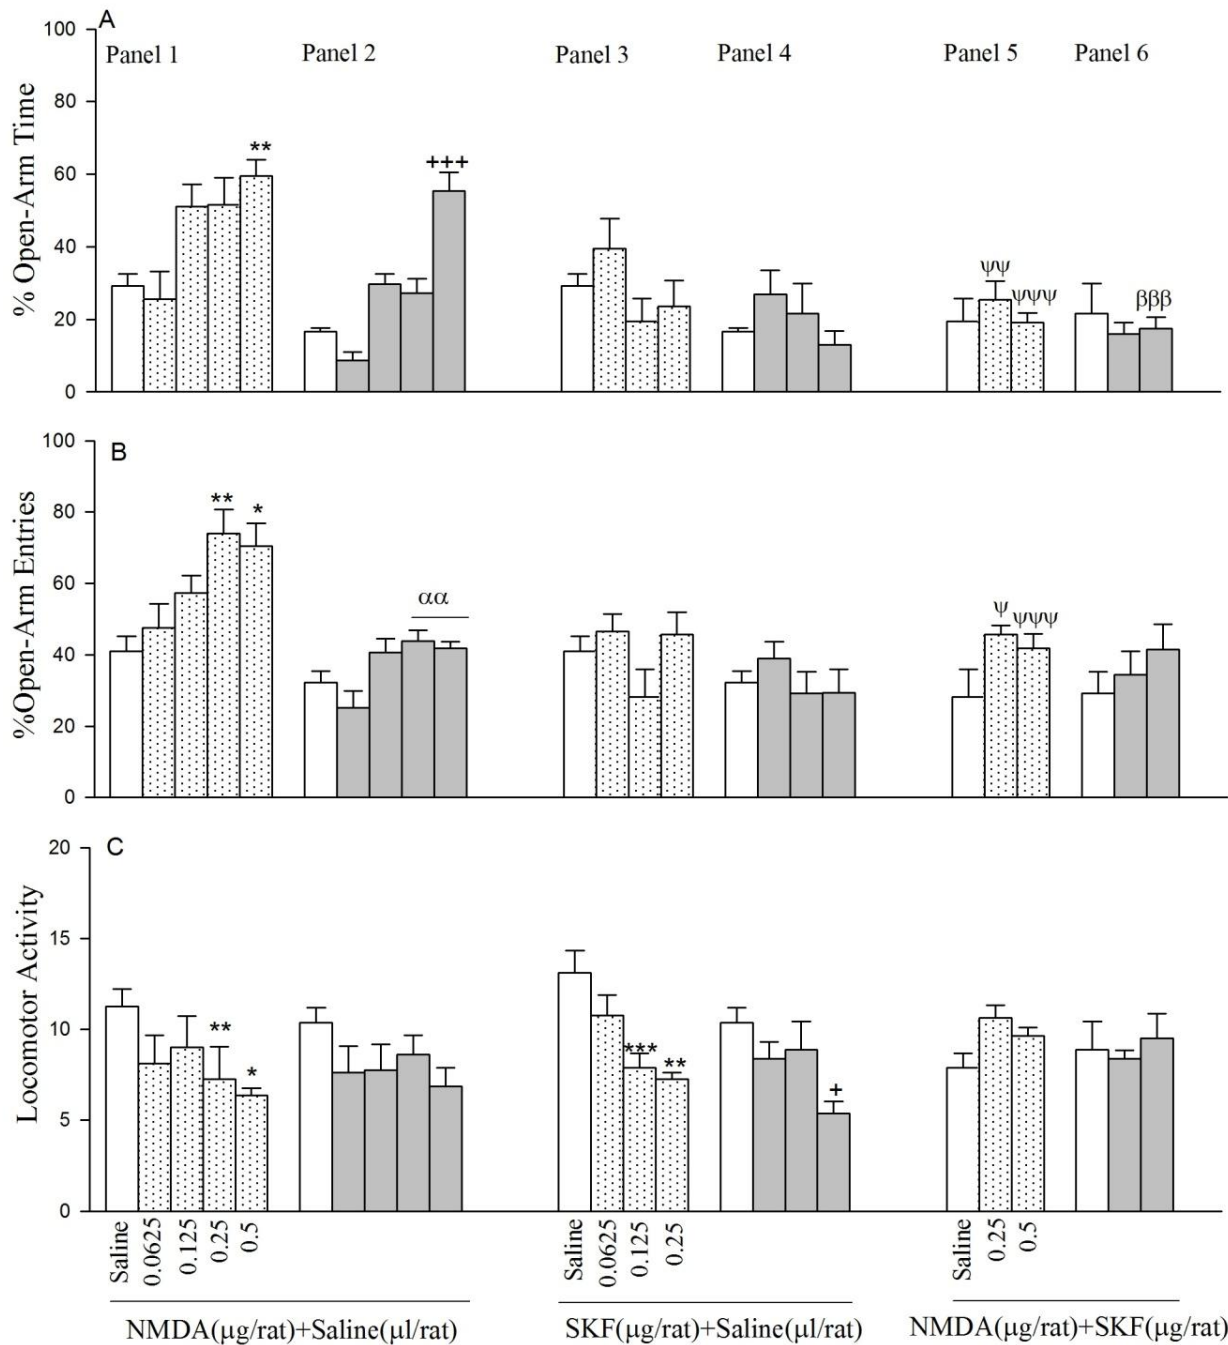 A
100
80
60
40
20
0
% Open-Arm Time
Panel 1 Panel 2 Panel 3 Panel 4 Panel 5 Panel 6
** +++ ψψ ψψψ βββ
B
100
80
60
40
20
0
%Open-Arm Entries
** * αα ψ ψψψ
C
20
15
10
5
0
Locomotor Activity
** * *** ** +
Saline 0.0625 0.125 0.25 0.5 Saline 0.0625 0.125 0.25 Saline 0.25 0.5
NMDA(μg/rat)+Saline(μl/rat) SKF(μg/rat)+Saline(μl/rat) NMDA(μg/rat)+SKF(μg/rat)